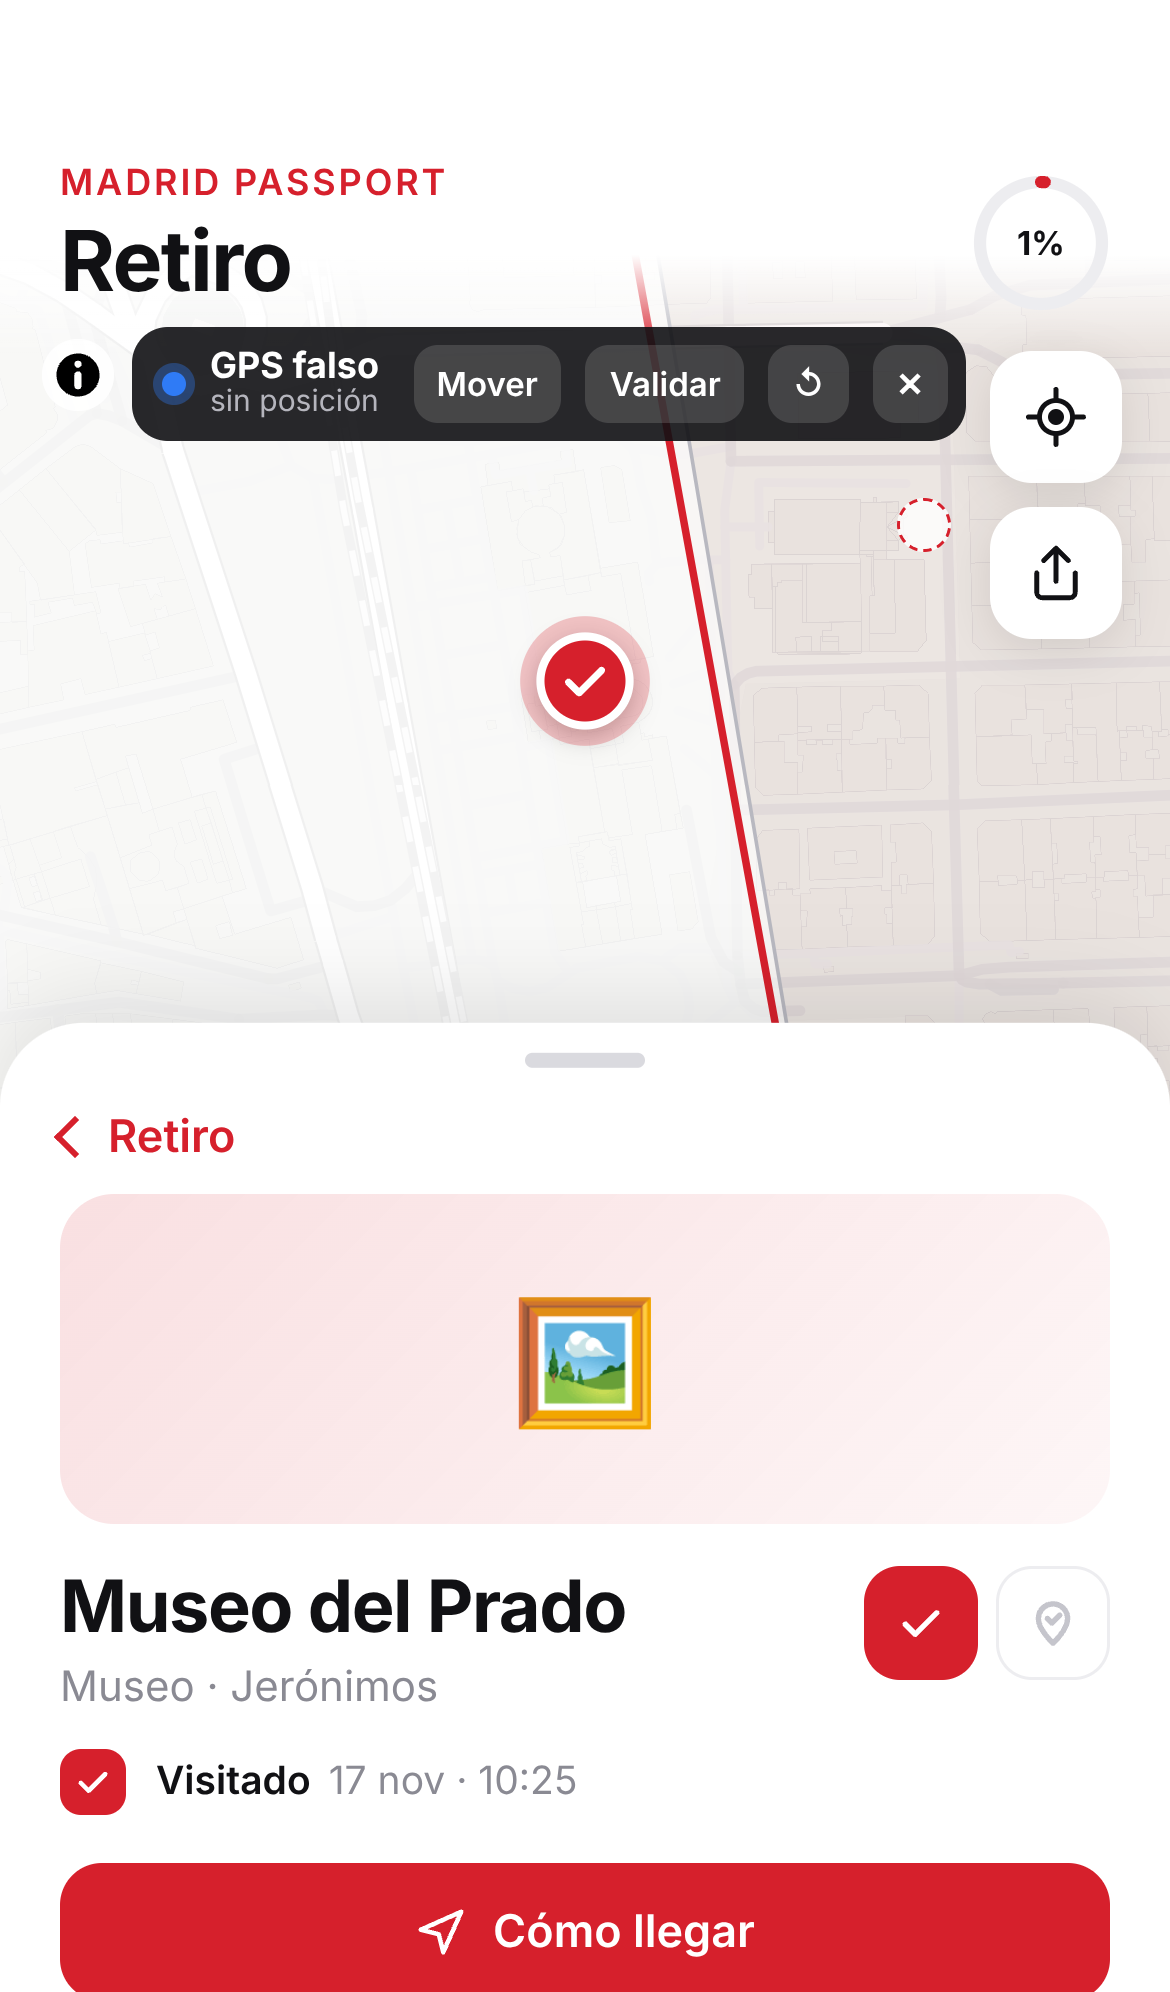 MADRID PASSPORT
Retiro
1%
GPS falso
sin posición
Mover
Validar
Retiro
Museo del Prado
Museo · Jerónimos
Visitado 17 nov · 10:25
Cómo llegar